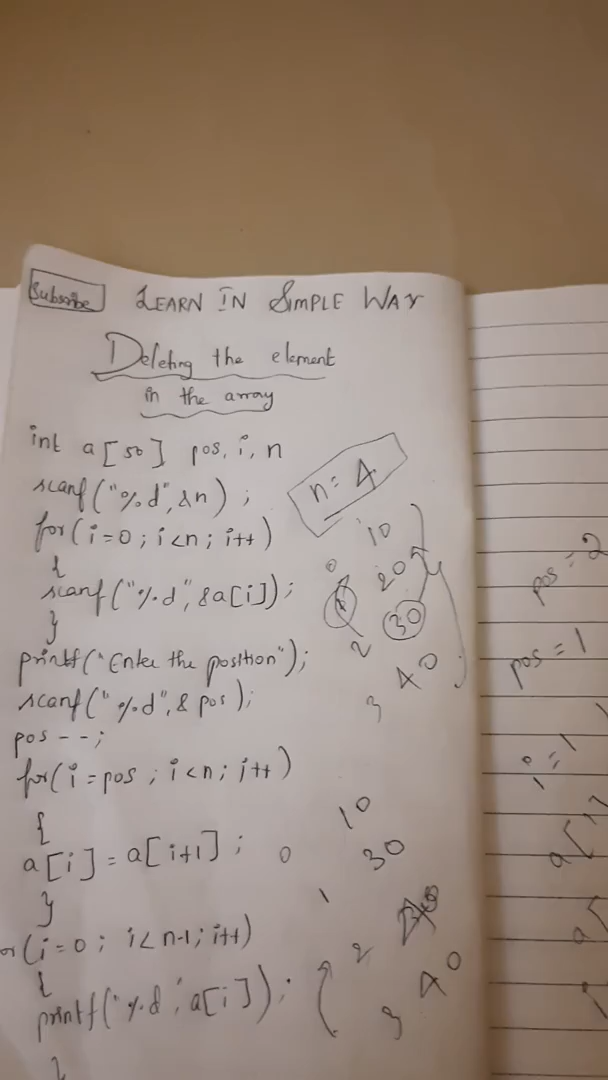 Subscribe LEARN IN SIMPLE WAY
Deleting the element
in the array
int a[50] pos, i, n
scanf("%d", &n);
n = 4
for(i=0; i<n; i++)
{
scanf("%d", &a[i]);
}
printf("Enter the position");
scanf("%d", & pos);
pos--;
for(i=pos; i<n; i++)
{
a[i] = a[i+1];
}
or(i=0; i<n-1; i++)
{
printf("%d", a[i]);
}
0 10
20
2 30
3 40
0 10
1 30
2
3 40
pos = 2
pos = 1
i = 1
a[
a[